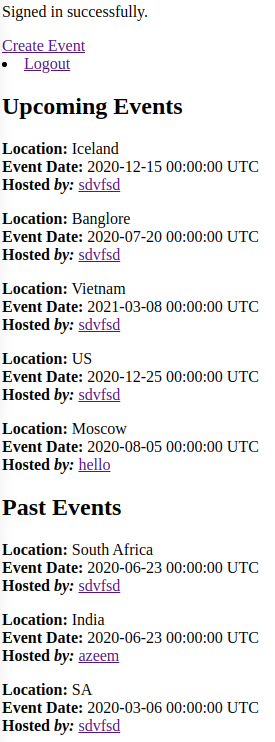 Signed in successfully.
Create Event
Logout
Upcoming Events
Location: Iceland
Event Date: 2020-12-15 00:00:00 UTC
Hosted by: sdvfsd
Location: Banglore
Event Date: 2020-07-20 00:00:00 UTC
Hosted by: sdvfsd
Location: Vietnam
Event Date: 2021-03-08 00:00:00 UTC
Hosted by: sdvfsd
Location: US
Event Date: 2020-12-25 00:00:00 UTC
Hosted by: sdvfsd
Location: Moscow
Event Date: 2020-08-05 00:00:00 UTC
Hosted by: hello
Past Events
Location: South Africa
Event Date: 2020-06-23 00:00:00 UTC
Hosted by: sdvfsd
Location: India
Event Date: 2020-06-23 00:00:00 UTC
Hosted by: azeem
Location: SA
Event Date: 2020-03-06 00:00:00 UTC
Hosted by: sdvfsd